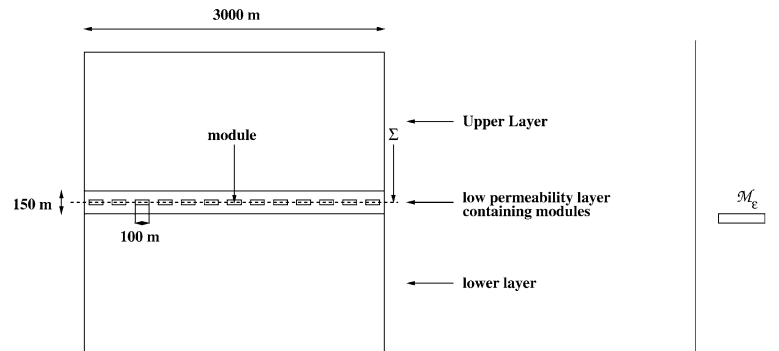 3000 m
Upper Layer
module
Σ
150 m
low permeability layer
containing modules
ℳε
100 m
lower layer